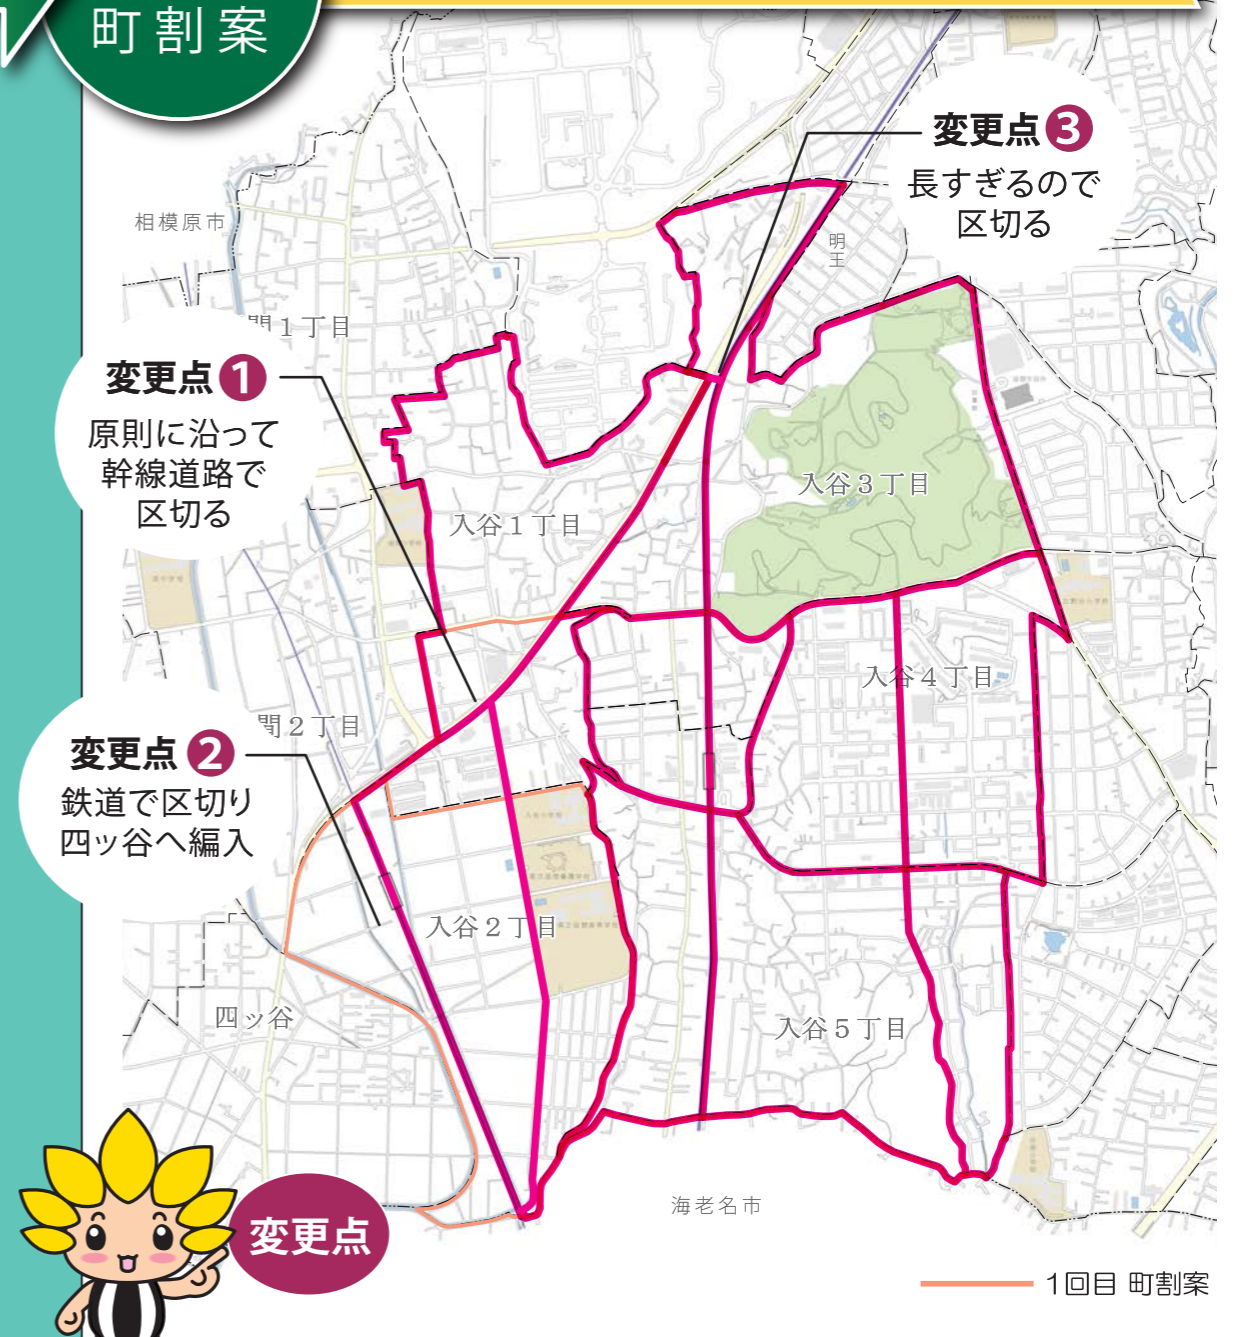 町割案
変更点3
長すぎるので
区切る
相模原市
明王
間1丁目
変更点1
原則に沿って
幹線道路で
区切る
入谷3丁目
入谷1丁目
入谷4丁目
間2丁目
変更点2
鉄道で区切り
四ッ谷へ編入
入谷2丁目
四ッ谷
入谷5丁目
海老名市
変更点
1回目 町割案